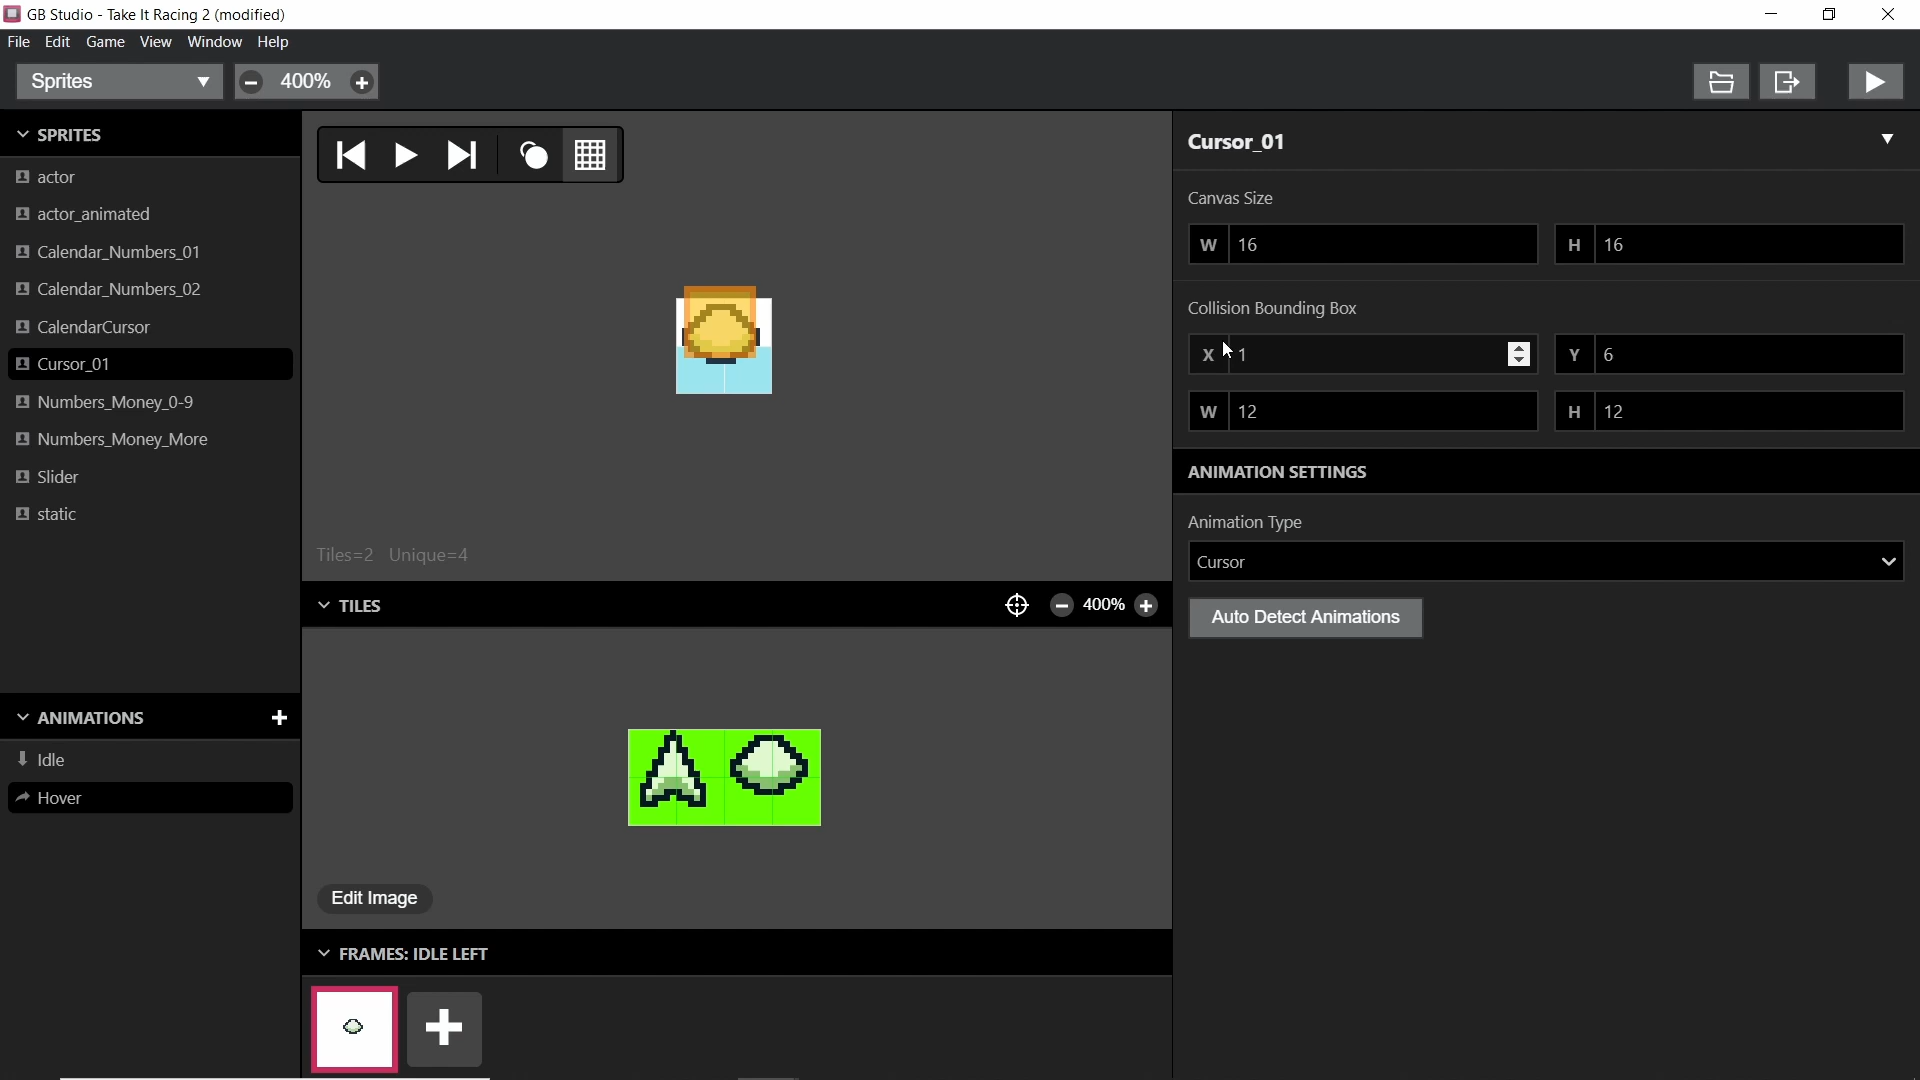 GB Studio - Take It Racing 2 (modified)
File Edit Game View Window Help
Sprites 400%
SPRITES
actor
actor_animated
Calendar_Numbers_01
Calendar_Numbers_02
CalendarCursor
Cursor_01
Numbers_Money_0-9
Numbers_Money_More
Slider
static
ANIMATIONS
Idle
Hover
Tiles=2 Unique=4
TILES 400%
Edit Image
FRAMES: IDLE LEFT
Cursor_01
Canvas Size
W 16 H 16
Collision Bounding Box
X 1 Y 6
W 12 H 12
ANIMATION SETTINGS
Animation Type
Cursor
Auto Detect Animations